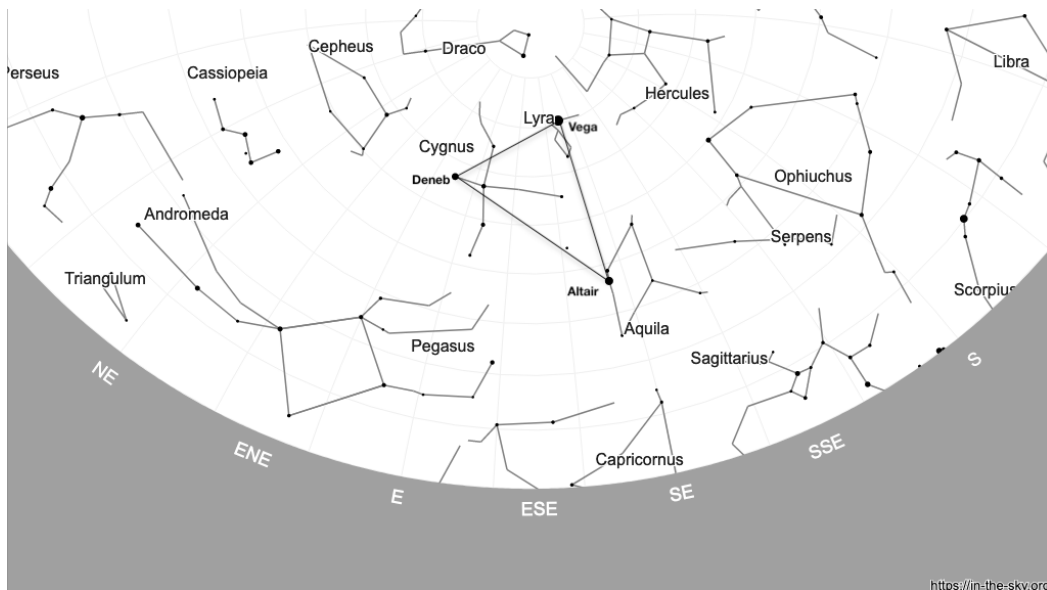 Cepheus
Draco
Libra
erseus
Cassiopeia
Hercules
Lyra
Vega
Cygnus
Deneb
Ophiuchus
Andromeda
Serpens
Triangulum
Altair
Scorpius
Aquila
Pegasus
Sagittarius
S
NE
SSE
ENE
Capricornus
E
SE
ESE
https://in-the-sky.org